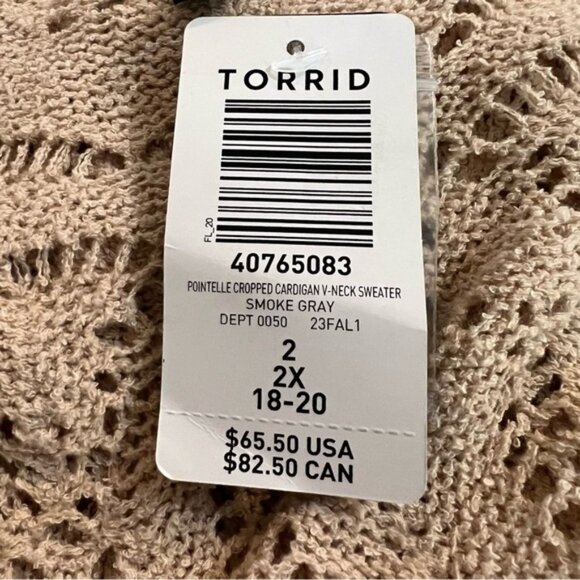 TORRID
FL_20
40765083
POINTELLE CROPPED CARDIGAN V-NECK SWEATER
SMOKE GRAY
DEPT 0050 23FAL1
2
2X
18-20
$65.50 USA
$82.50 CAN